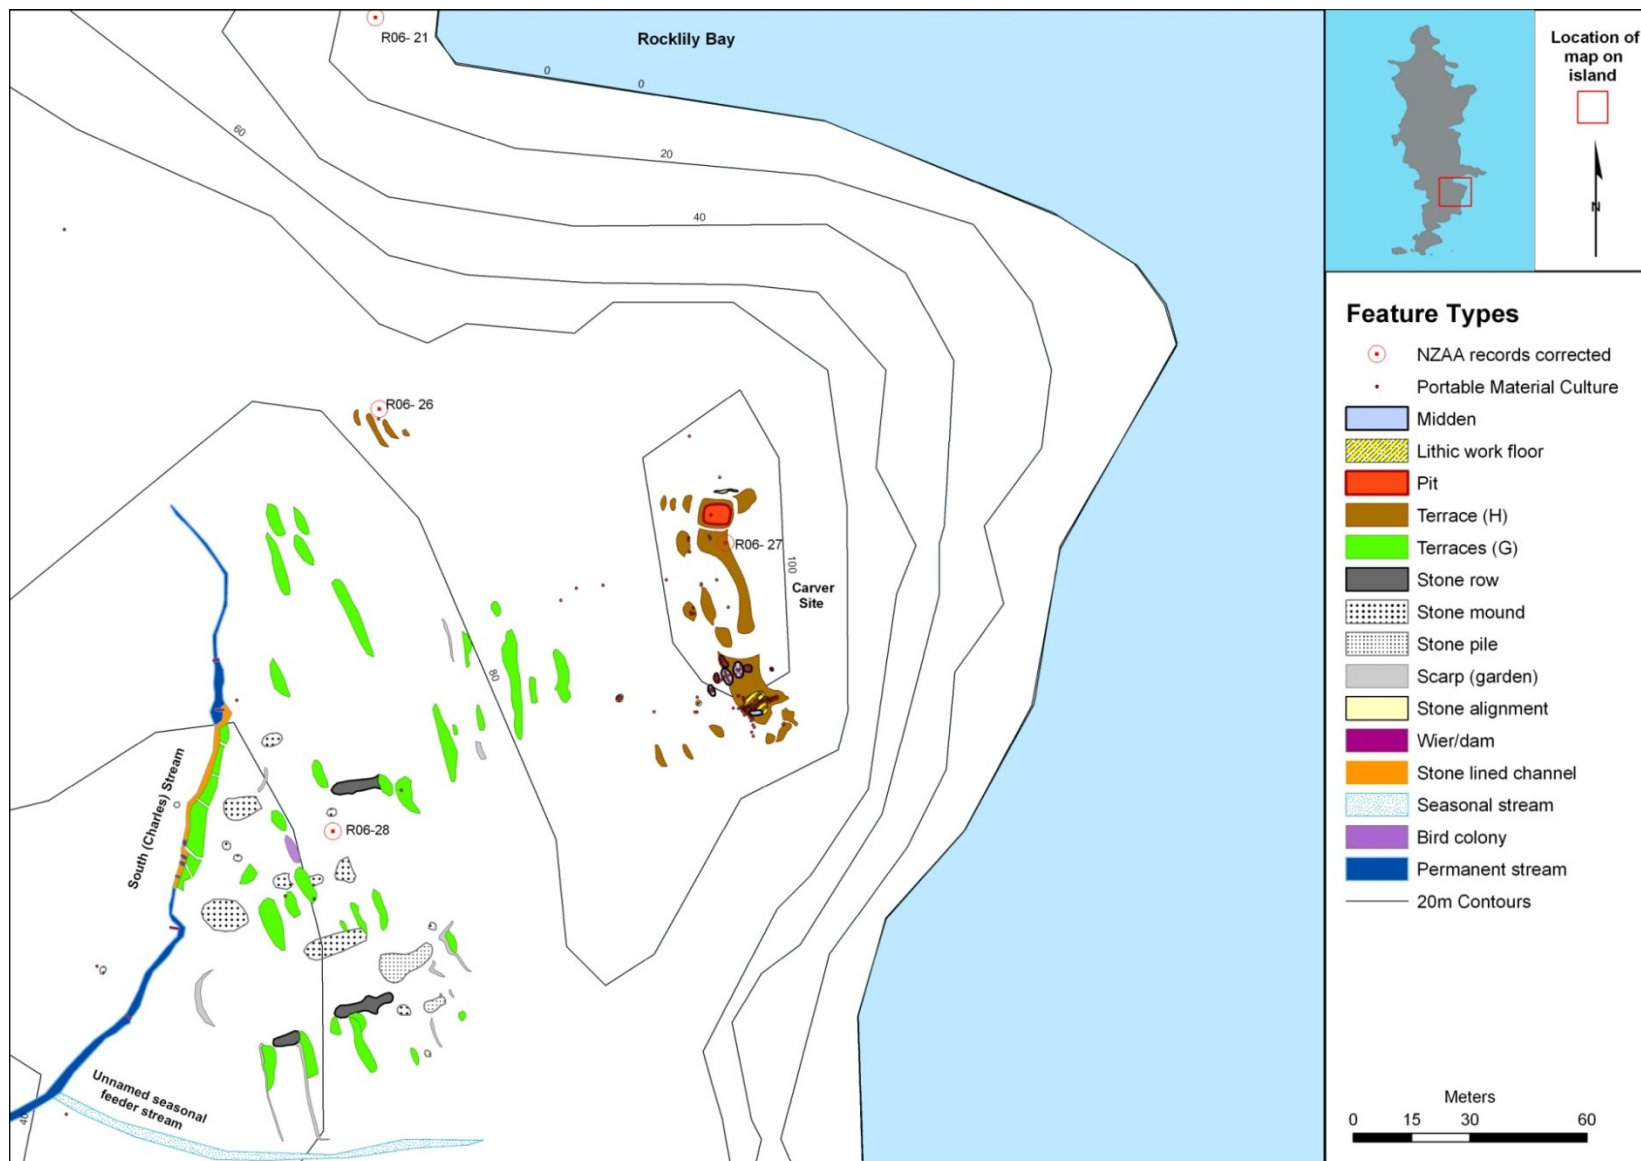 R06- 21
Rocklily Bay
0
0
60
20
40
R06- 26
R06- 27
100
Carver
Site
80
South (Charles) Stream
R06-28
Unnamed seasonal
feeder stream
40
Location of
map on
island
N
Feature Types
NZAA records corrected
Portable Material Culture
Midden
Lithic work floor
Pit
Terrace (H)
Terraces (G)
Stone row
Stone mound
Stone pile
Scarp (garden)
Stone alignment
Wier/dam
Stone lined channel
Seasonal stream
Bird colony
Permanent stream
20m Contours
Meters
0 15 30 60